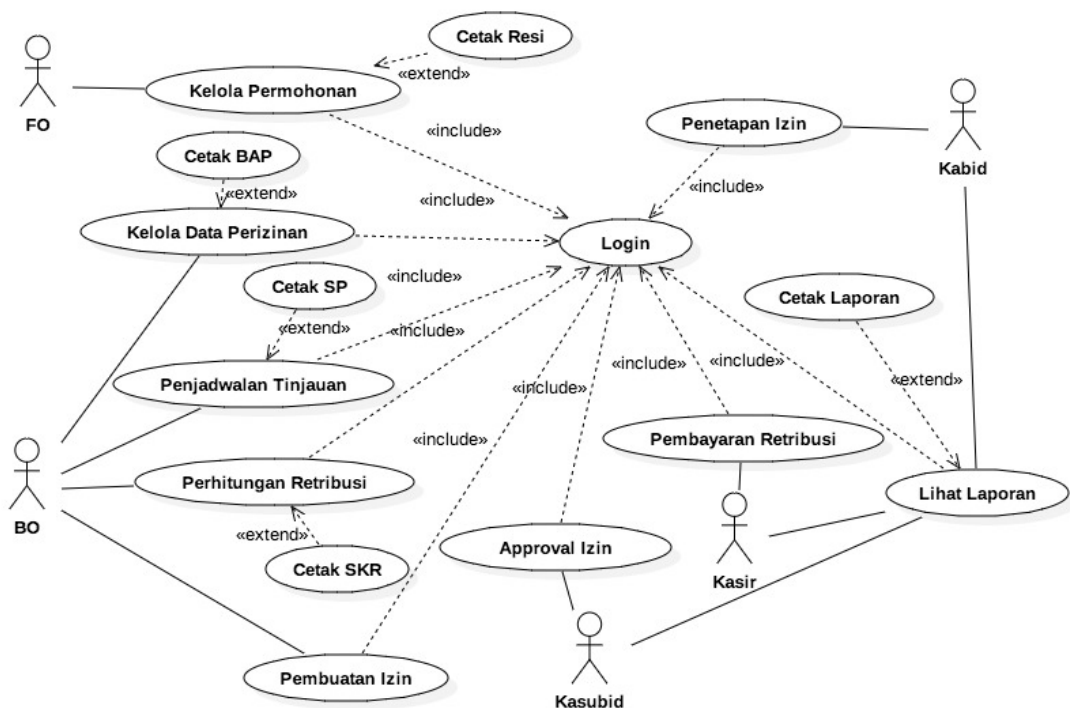 Cetak Resi
«extend»
Kelola Permohonan
FO
«include»
Penetapan Izin
Kabid
Cetak BAP
«extend»
«include»
«include»
Kelola Data Perizinan
Login
Cetak SP
«include»
Cetak Laporan
«extend»
«include»
«include»
«include»
«extend»
Penjadwalan Tinjauan
«include»
«include»
Pembayaran Retribusi
Perhitungan Retribusi
Lihat Laporan
BO
«extend»
Approval Izin
Cetak SKR
Kasir
Pembuatan Izin
Kasubid